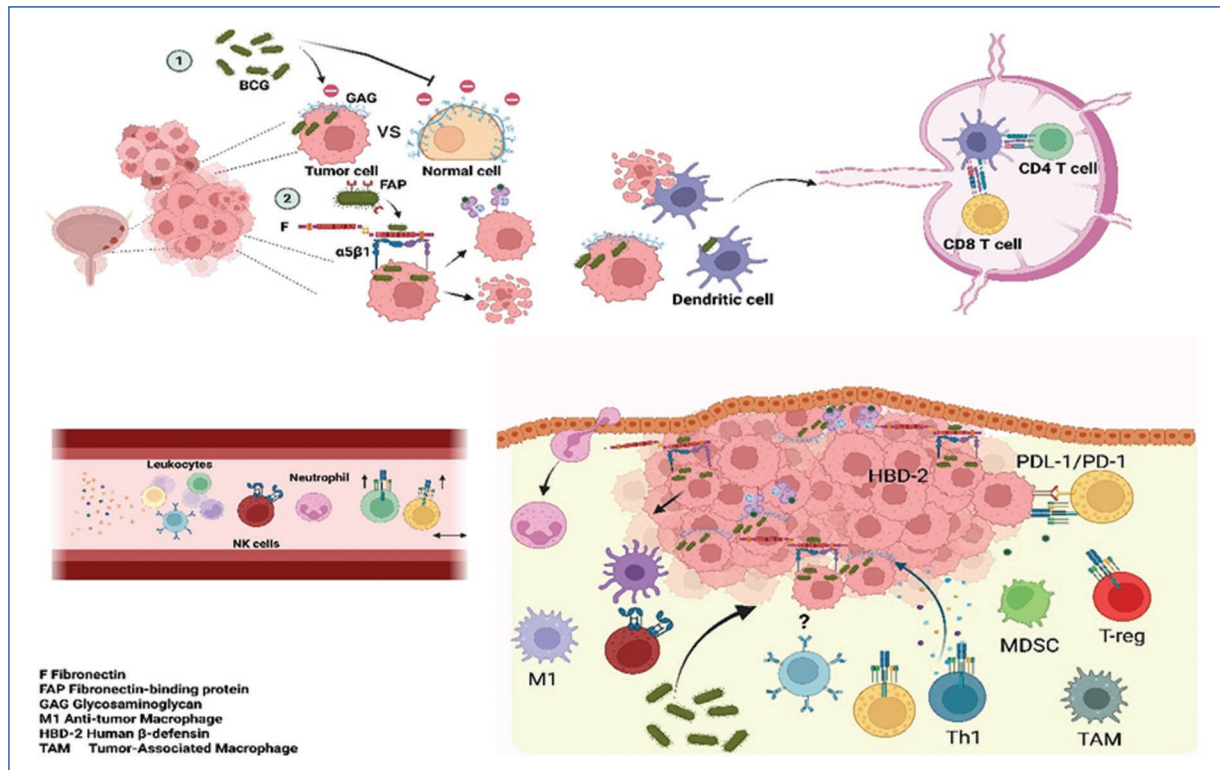 1
BCG
GAG
VS
Tumor cell
Normal cell
2
FAP
F
α5β1
Dendritic cell
CD4 T cell
CD8 T cell
Leukocytes
Neutrophil
NK cells
HBD-2
PDL-1/PD-1
M1
?
Th1
MDSC
T-reg
TAM
F Fibronectin
FAP Fibronectin-binding protein
GAG Glycosaminoglycan
M1 Anti-tumor Macrophage
HBD-2 Human β-defensin
TAM Tumor-Associated Macrophage